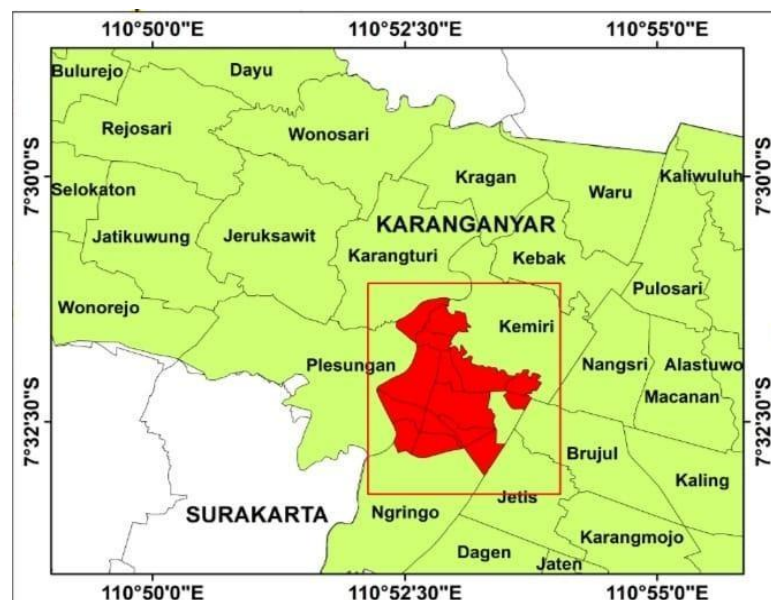 110°50'0"E 110°52'30"E 110°55'0"E
Bulurejo
Dayu
Rejosari
Wonosari
7°30'0"S
7°30'0"S
Kragan
Kaliwuluh
Selokaton
Waru
KARANGANYAR
Jatikuwung
Jeruksawit
Karangturi
Kebak
Pulosari
Wonorejo
Kemiri
Plesungan
Nangsri
Alastuwo
Macanan
7°32'30"S
7°32'30"S
Brujul
Kaling
Jetis
SURAKARTA
Ngringo
Karangmojo
Dagen
Jaten
110°50'0"E 110°52'30"E 110°55'0"E